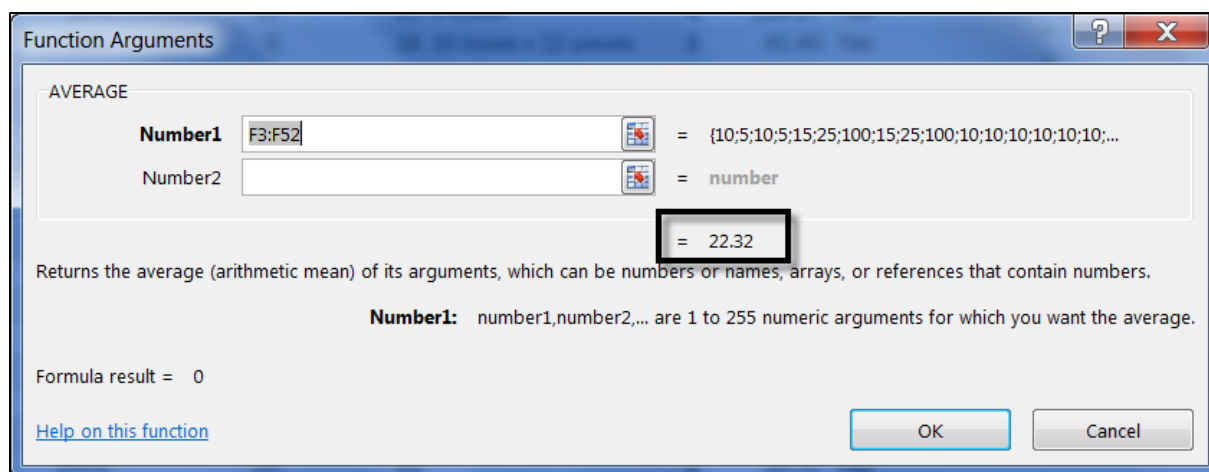 Function Arguments
?
X
AVERAGE
Number1 F3:F52 = {10;5;10;5;15;25;100;15;25;100;10;10;10;10;10;10;...
Number2 = number
= 22.32
Returns the average (arithmetic mean) of its arguments, which can be numbers or names, arrays, or references that contain numbers.
Number1: number1,number2,... are 1 to 255 numeric arguments for which you want the average.
Formula result = 0
Help on this function
OK Cancel